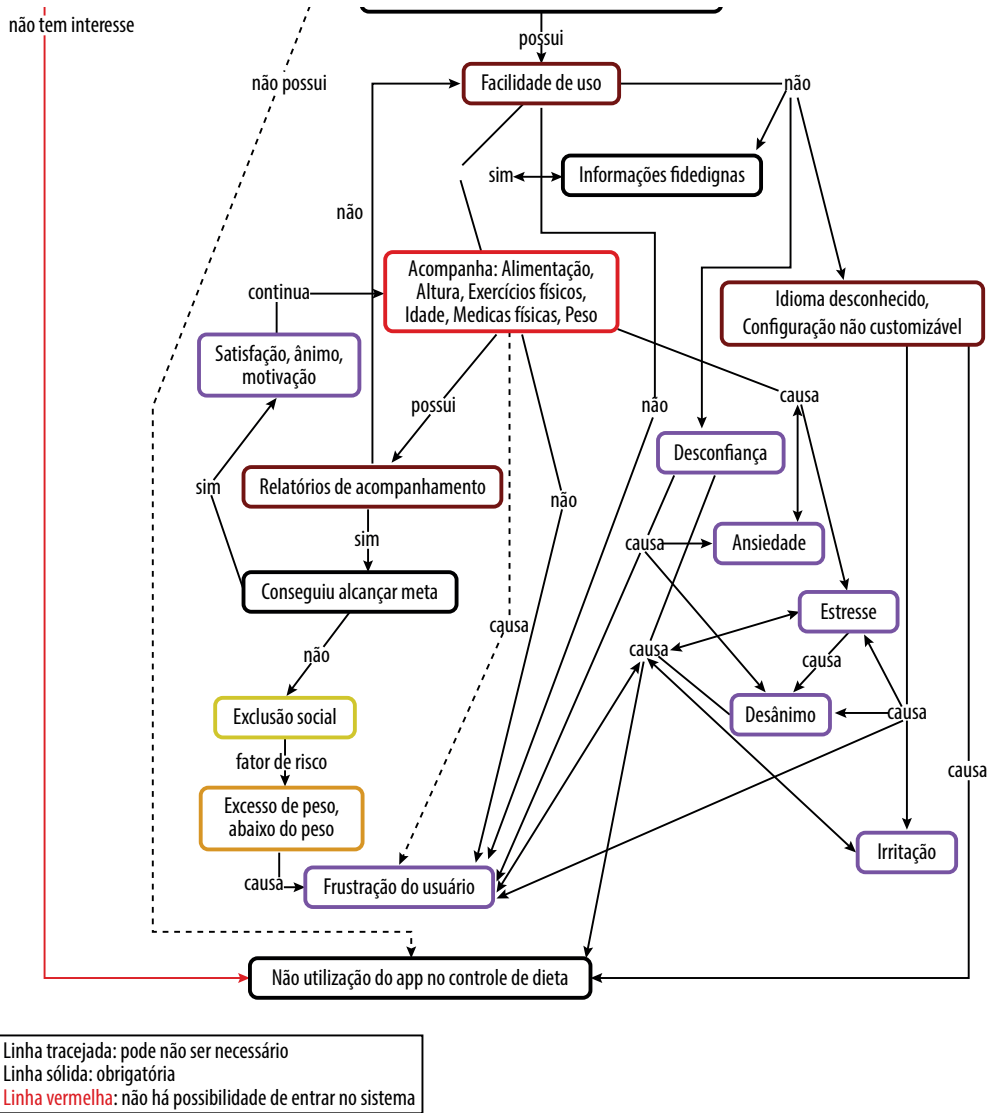 não tem interesse
possui
não possui
Facilidade de uso
não
sim
Informações fidedignas
não
Acompanha: Alimentação,
Altura, Exercícios físicos,
Idade, Medicas físicas, Peso
continua
Idioma desconhecido,
Configuração não customizável
Satisfação, ânimo,
motivação
causa
possui
não
Desconfiança
sim
Relatórios de acompanhamento
não
sim
causa
Ansiedade
Conseguiu alcançar meta
Estresse
causa
não
causa
causa
Exclusão social
Desânimo
causa
fator de risco
causa
Excesso de peso,
abaixo do peso
Irritação
causa
Frustração do usuário
Não utilização do app no controle de dieta
Linha tracejada: pode não ser necessário
Linha sólida: obrigatória
Linha vermelha: não há possibilidade de entrar no sistema